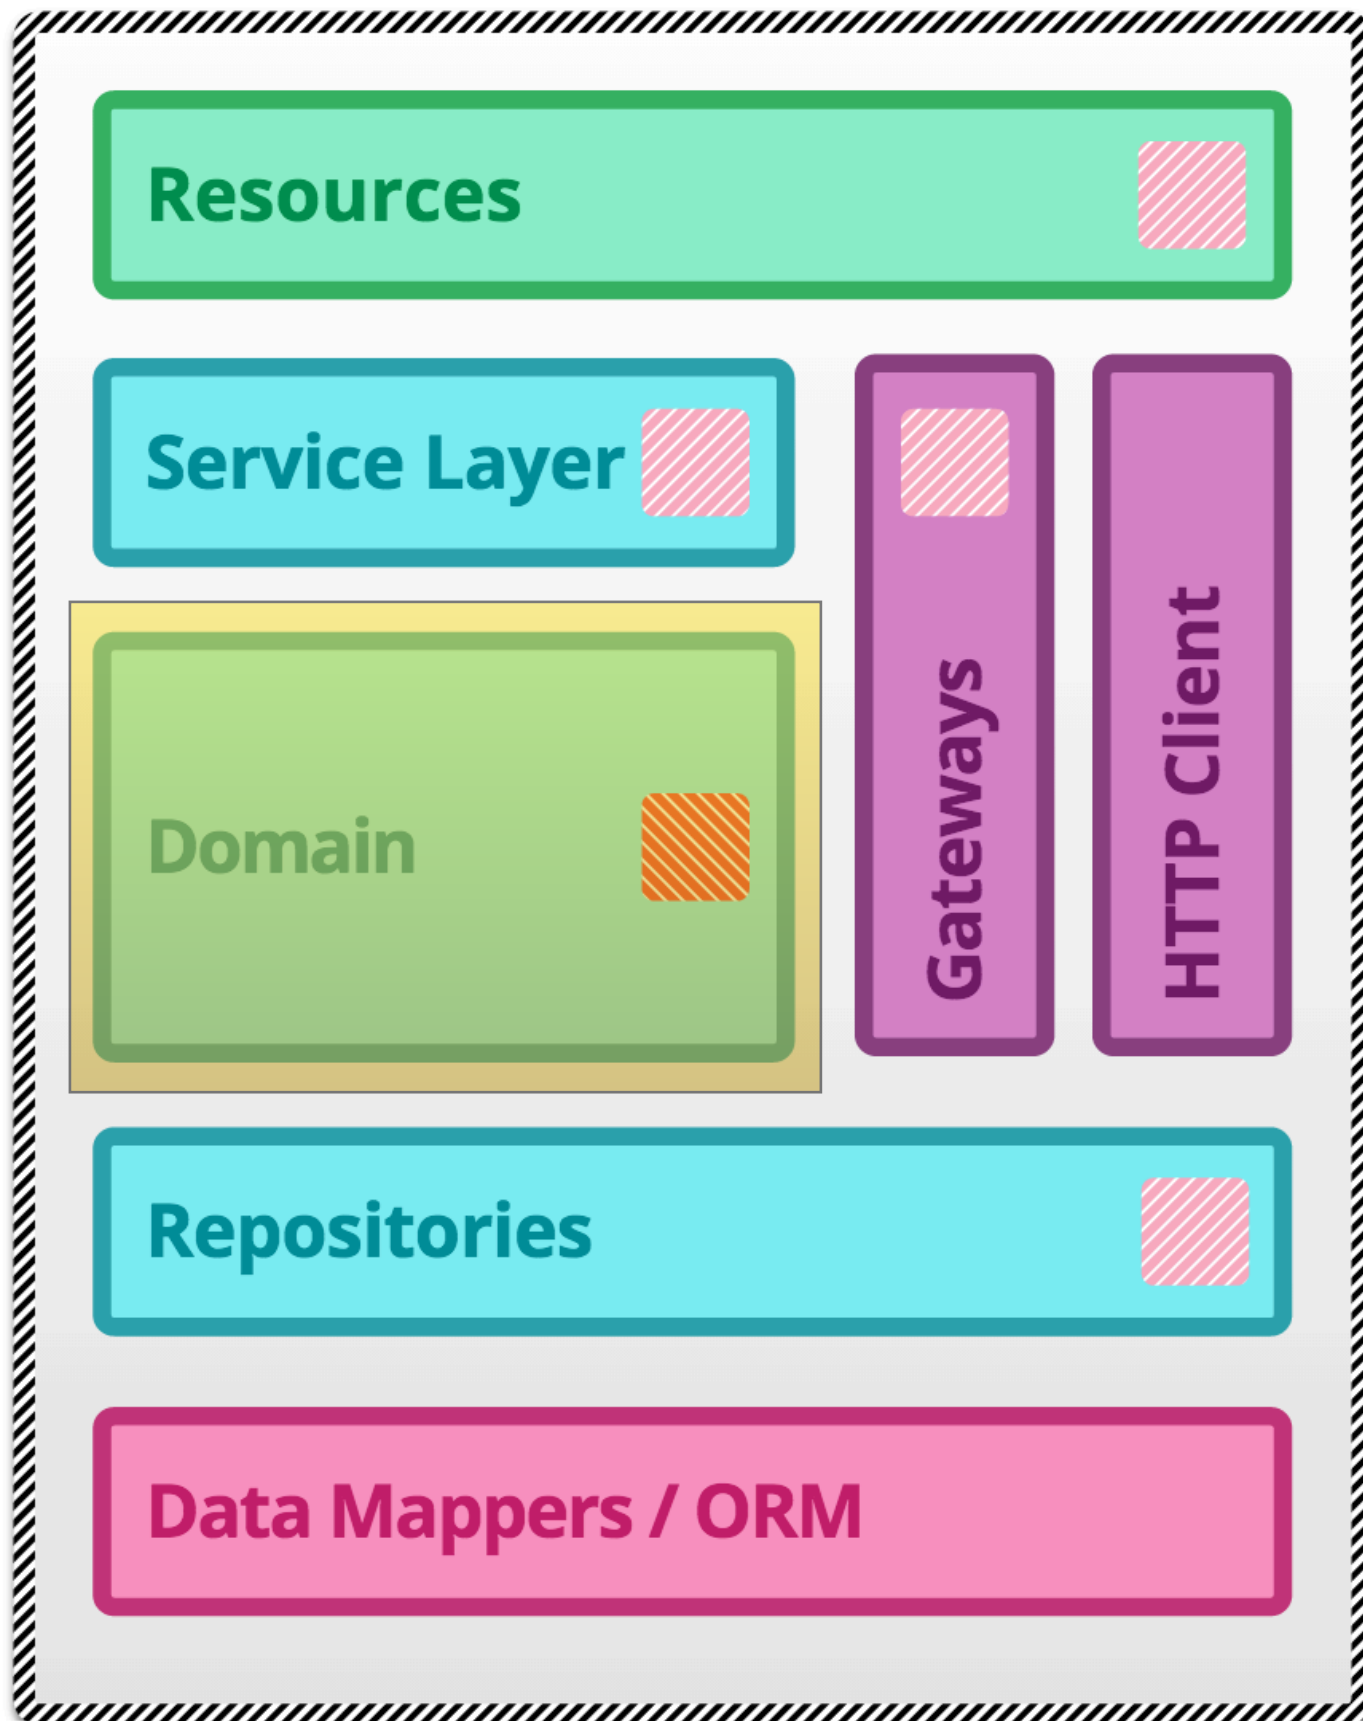 Resources
Service Layer
Gateways
HTTP Client
Domain
Repositories
Data Mappers / ORM